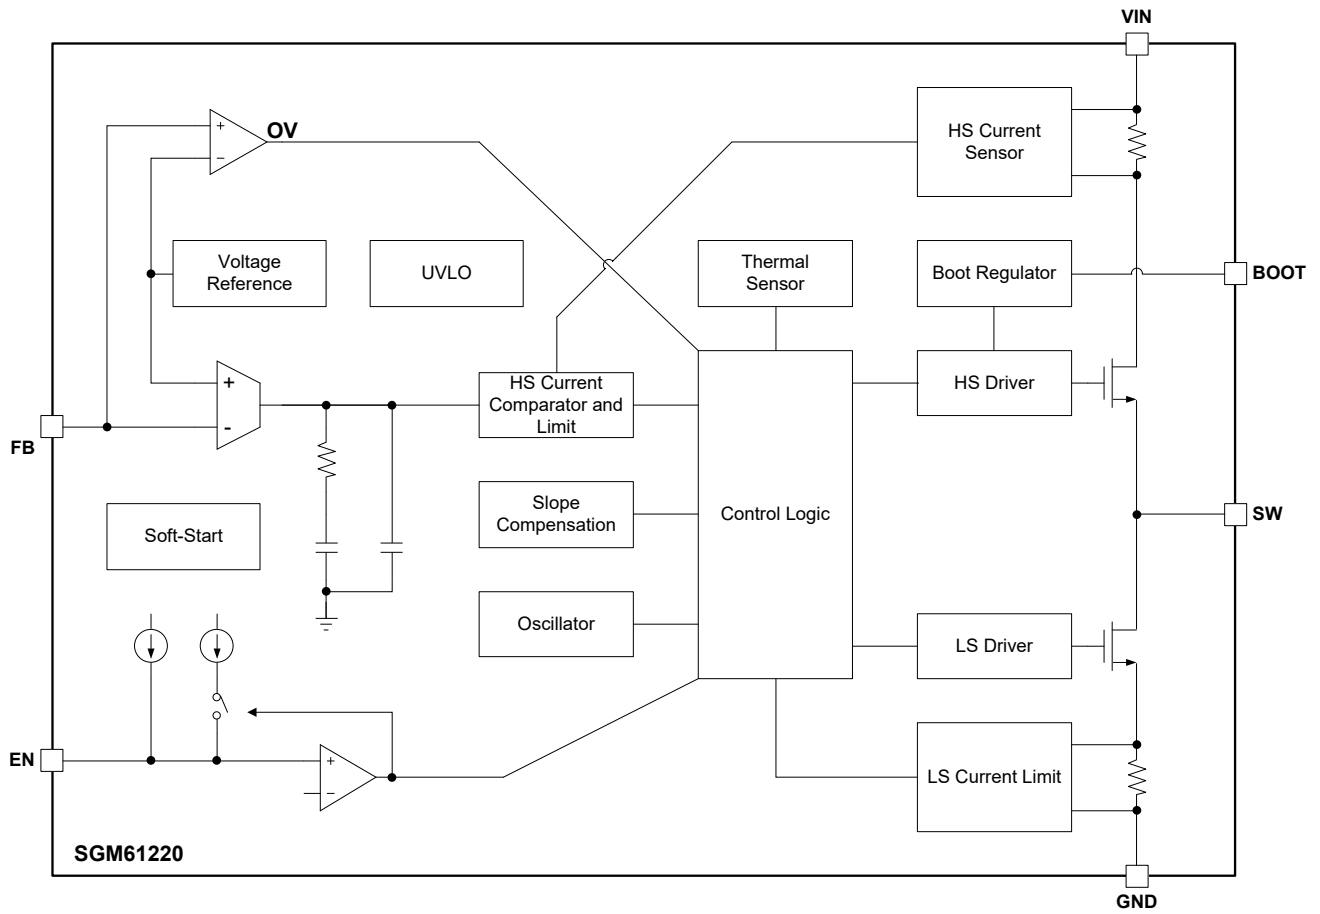 VIN
+
OV
−
HS Current
Sensor
Voltage
Reference
UVLO
Thermal
Sensor
Boot Regulator
BOOT
+
-
HS Current
Comparator and
Limit
HS Driver
FB
Slope
Compensation
Control Logic
SW
Soft-Start
Oscillator
LS Driver
EN
+
−
LS Current Limit
SGM61220
GND